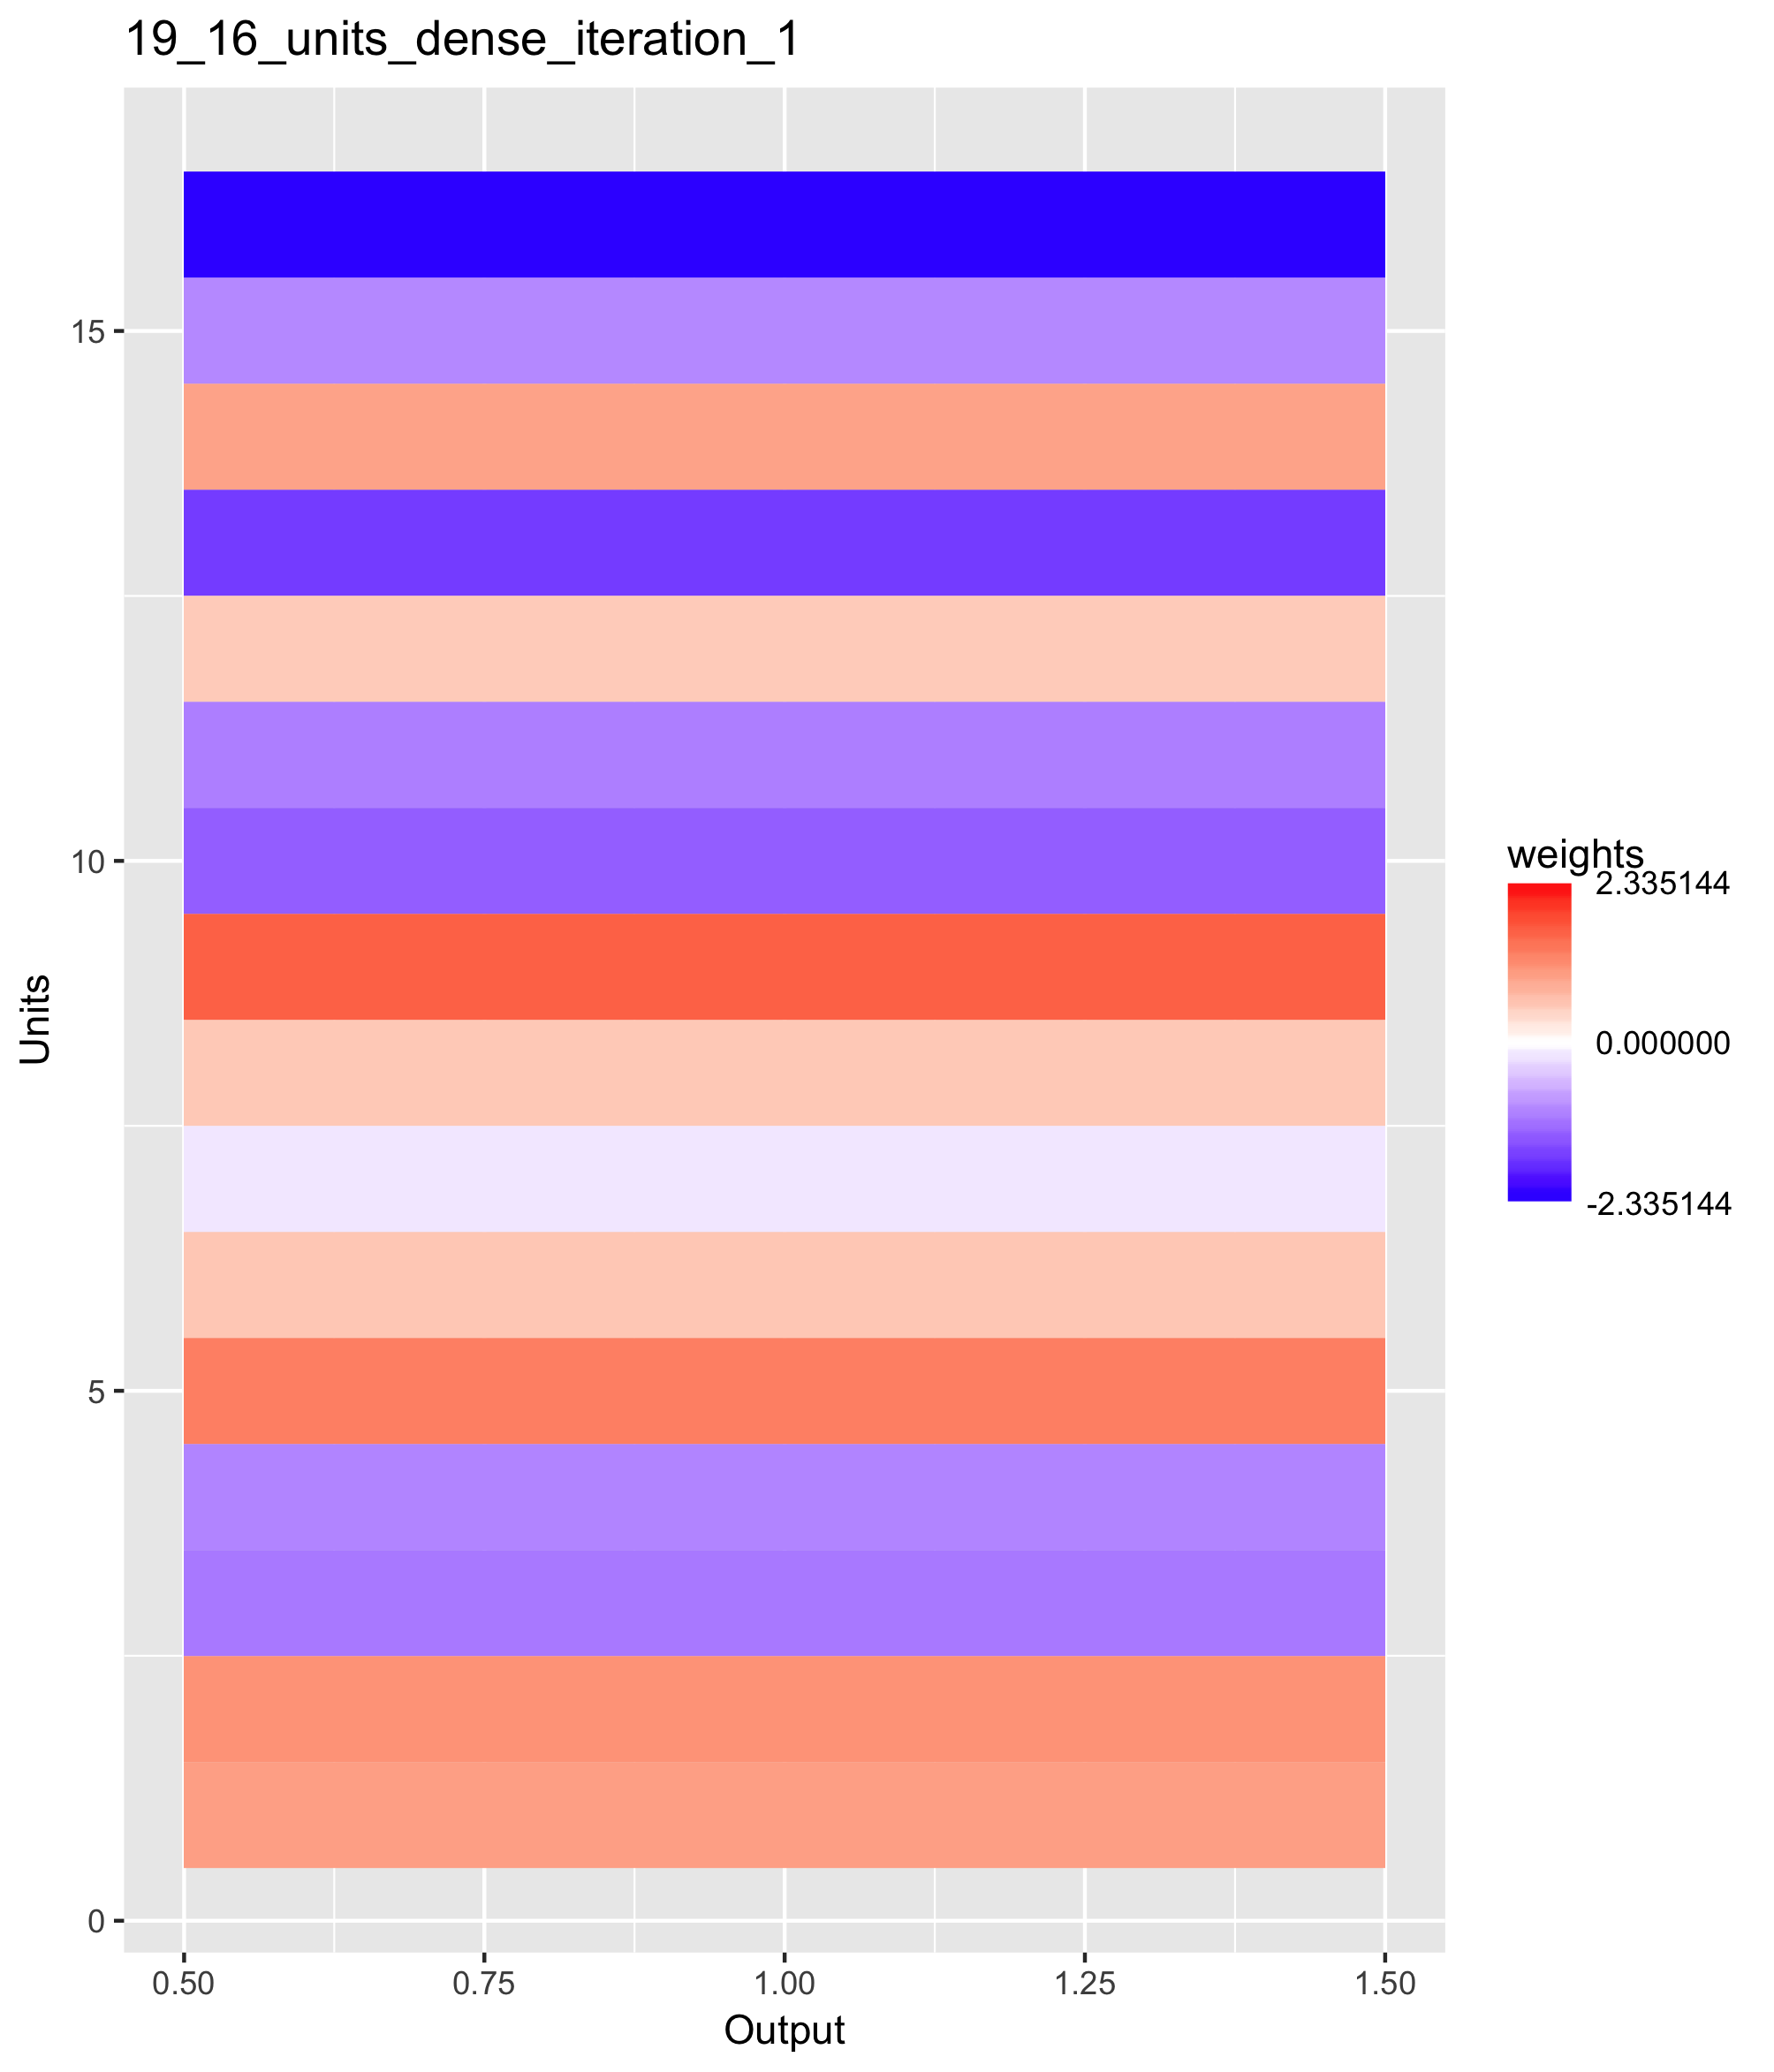 19_16_units_dense_iteration_1
15
10
5
0
Units
0.50 0.75 1.00 1.25 1.50
Output
weights
2.335144
0.000000
-2.335144